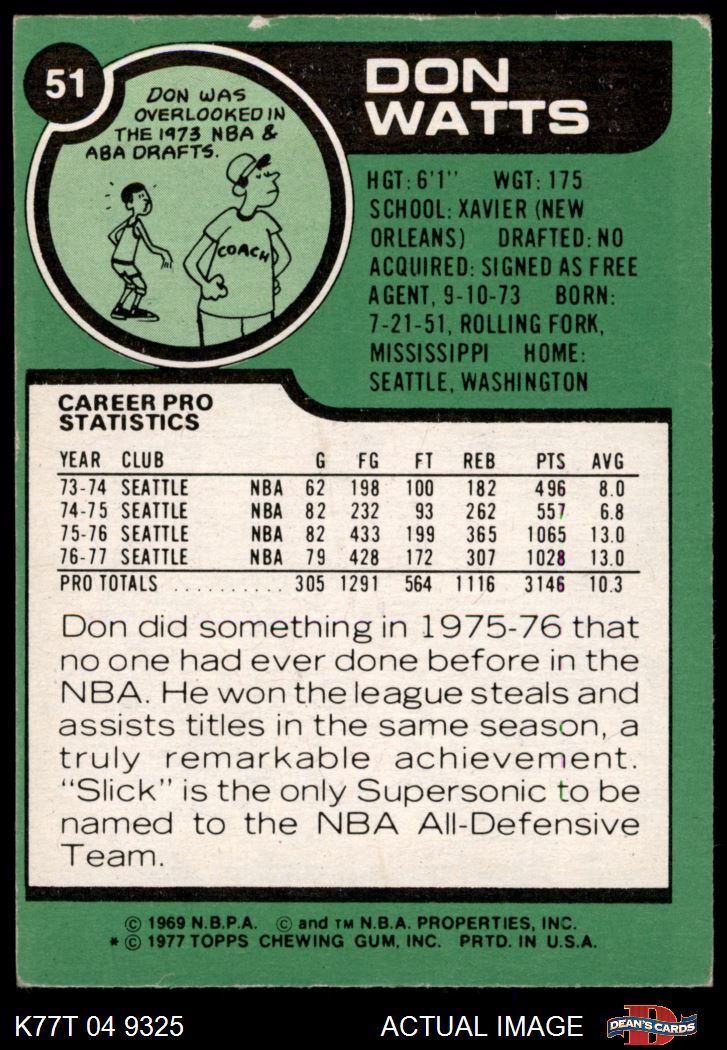 51
DON WAS
OVERLOOKED IN
THE 1973 NBA &
ABA DRAFTS.
COACH
DON
WATTS
HGT: 6'1" WGT: 175
SCHOOL: XAVIER (NEW
ORLEANS) DRAFTED: NO
ACQUIRED: SIGNED AS FREE
AGENT, 9-10-73 BORN:
7-21-51, ROLLING FORK,
MISSISSIPPI HOME:
SEATTLE, WASHINGTON
CAREER PRO
STATISTICS
YEAR CLUB G FG FT REB PTS AVG
73-74 SEATTLE NBA 62 198 100 182 496 8.0
74-75 SEATTLE NBA 82 232 93 262 557 6.8
75-76 SEATTLE NBA 82 433 199 365 1065 13.0
76-77 SEATTLE NBA 79 428 172 307 1028 13.0
PRO TOTALS .......... 305 1291 564 1116 3146 10.3
Don did something in 1975-76 that
no one had ever done before in the
NBA. He won the league steals and
assists titles in the same season, a
truly remarkable achievement.
"Slick" is the only Supersonic to be
named to the NBA All-Defensive
Team.
© 1969 N.B.P.A. © and TM N.B.A. PROPERTIES, INC.
* © 1977 TOPPS CHEWING GUM, INC. PRTD. IN U.S.A.
K77T 04 9325 ACTUAL IMAGE D DEAN'S CARDS